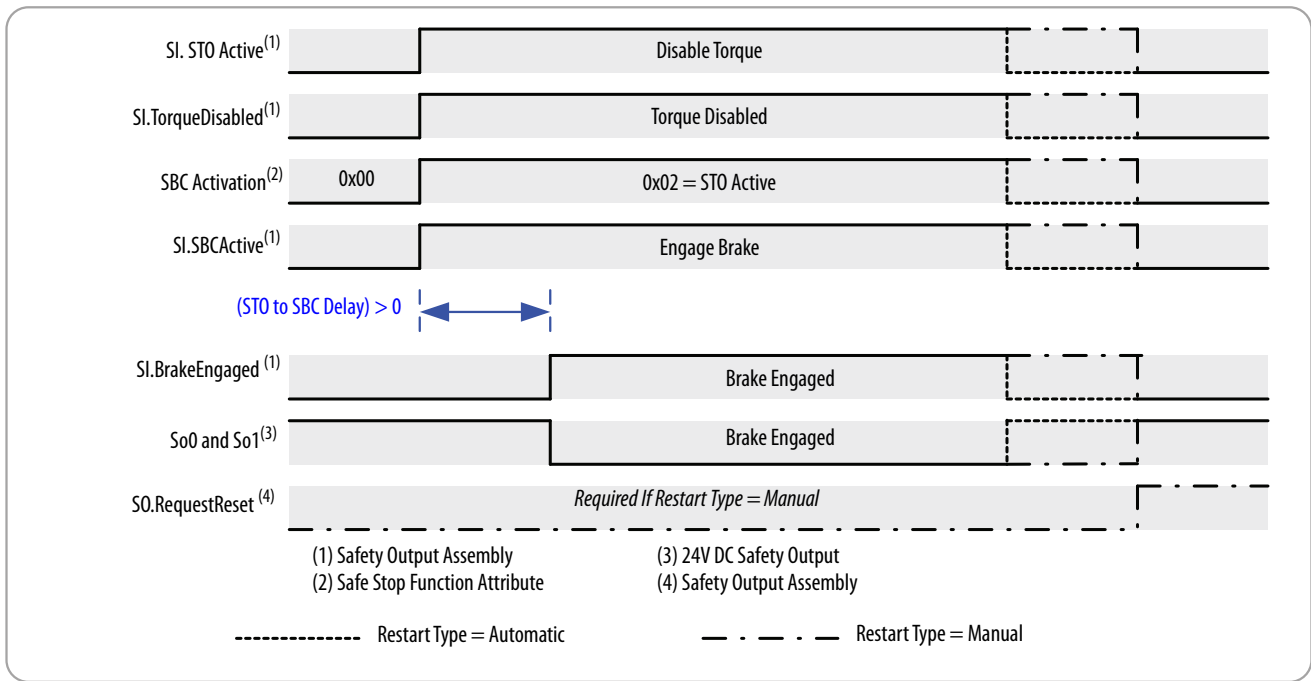 SI. STO Active(1)
Disable Torque
SI.TorqueDisabled(1)
Torque Disabled
SBC Activation(2)
0x00
0x02 = STO Active
SI.SBCActive(1)
Engage Brake
(STO to SBC Delay) > 0
SI.BrakeEngaged (1)
Brake Engaged
So0 and So1(3)
Brake Engaged
SO.RequestReset (4)
Required If Restart Type = Manual
(1) Safety Output Assembly
(2) Safe Stop Function Attribute
(3) 24V DC Safety Output
(4) Safety Output Assembly
Restart Type = Automatic
Restart Type = Manual